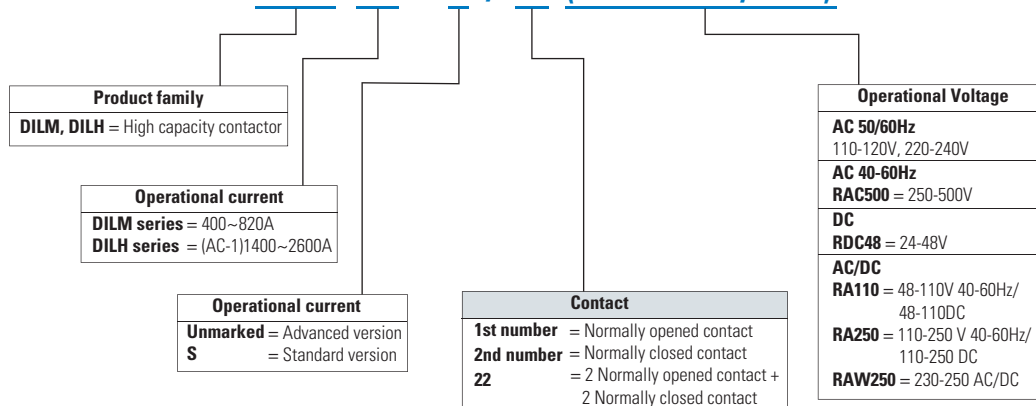 Product family
DILM, DILH = High capacity contactor
Operational current
DILM series = 400~820A
DILH series = (AC-1)1400~2600A
Operational current
Unmarked = Advanced version
S = Standard version
Contact
1st number = Normally opened contact
2nd number = Normally closed contact
22 = 2 Normally opened contact +
2 Normally closed contact
Operational Voltage
AC 50/60Hz
110-120V, 220-240V
AC 40-60Hz
RAC500 = 250-500V
DC
RDC48 = 24-48V
AC/DC
RA110 = 48-110V 40-60Hz/
48-110DC
RA250 = 110-250 V 40-60Hz/
110-250 DC
RAW250 = 230-250 AC/DC